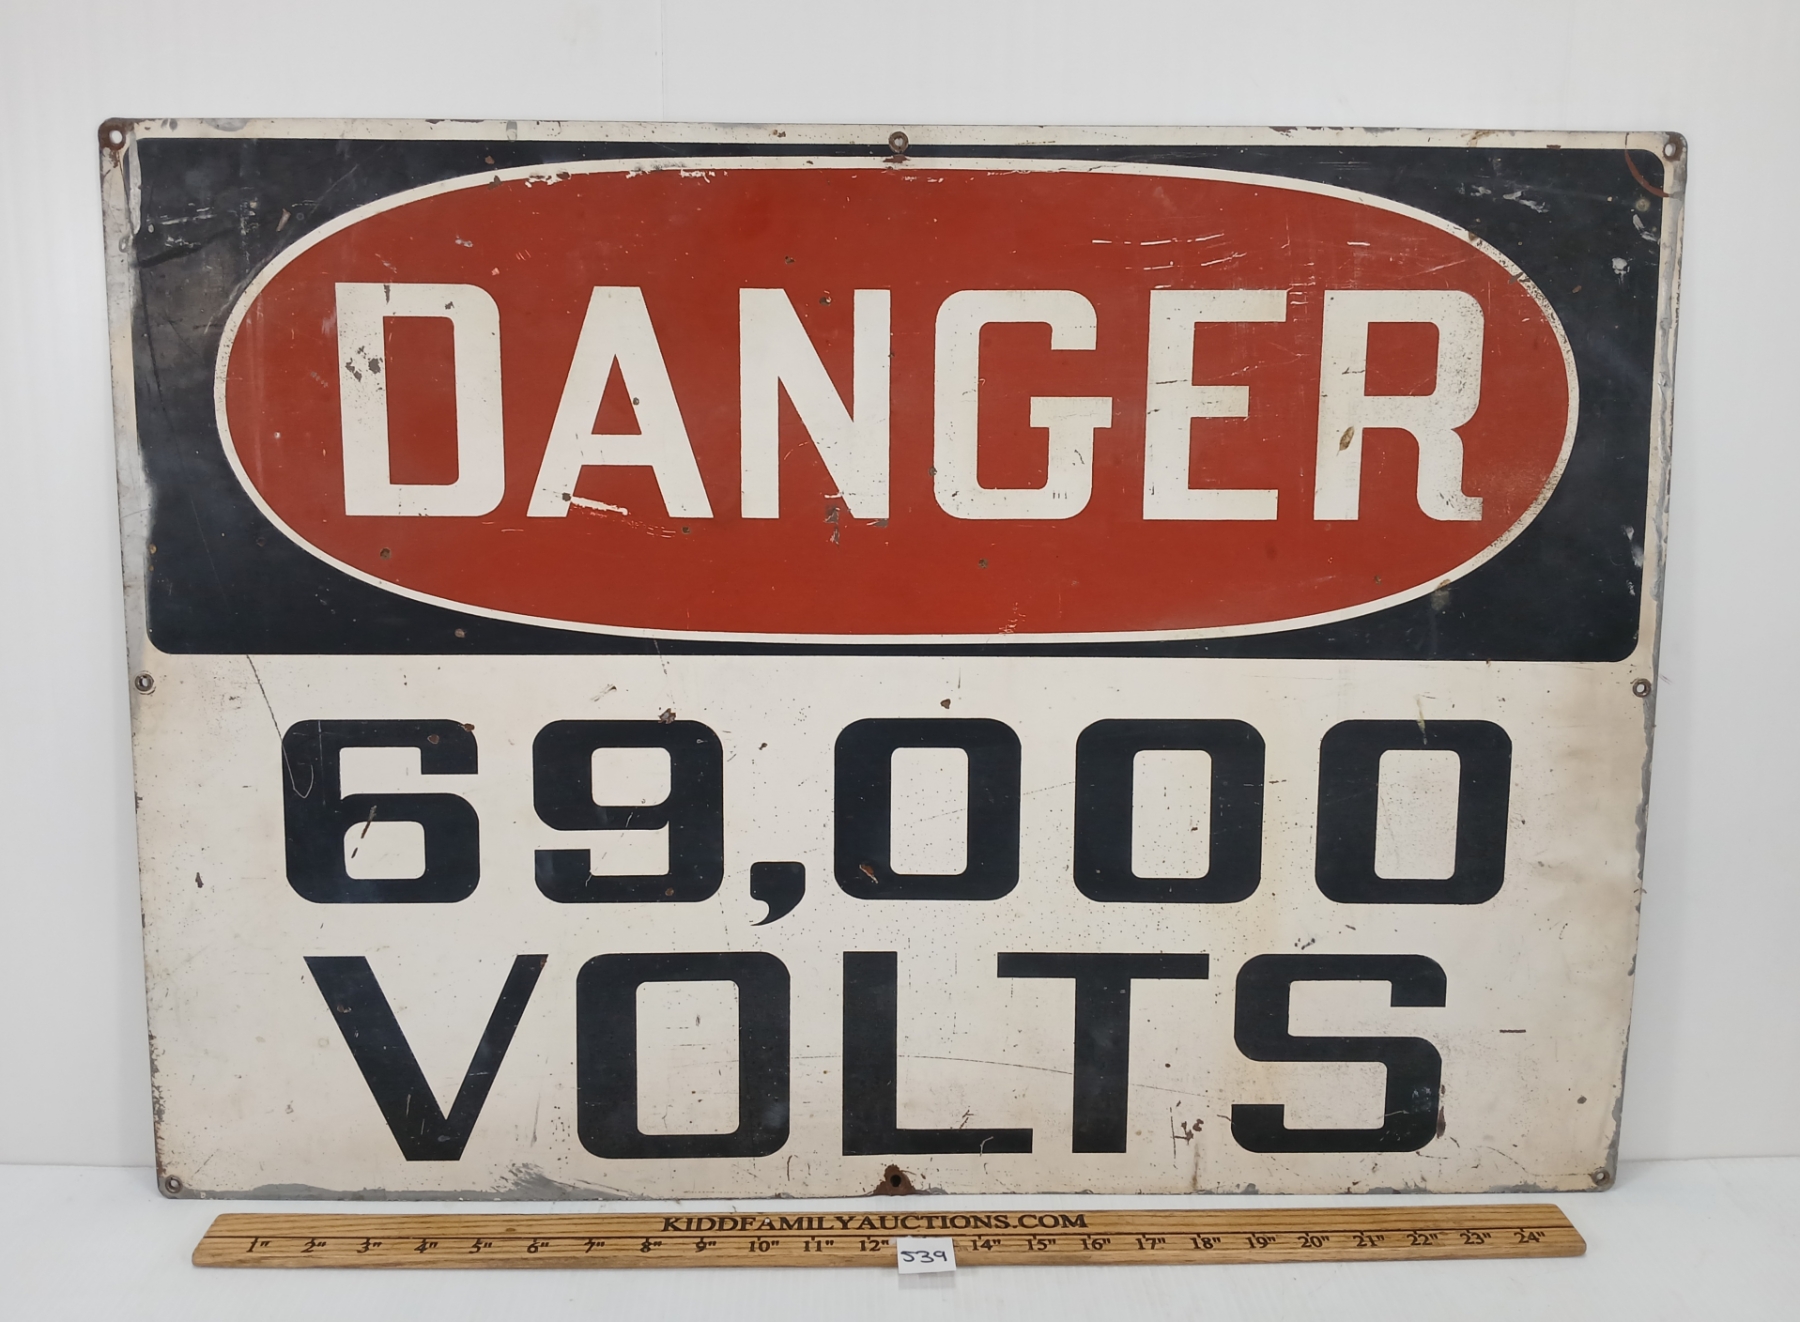 DANGER
69,000
VOLTS
KIDDFAMILYAUCTIONS.COM
1" 2" 3" 4" 5" 6" 7" 8" 9" 10" 11" 12" 14" 15" 16" 17" 18" 19" 20" 21" 22" 23" 24"
539